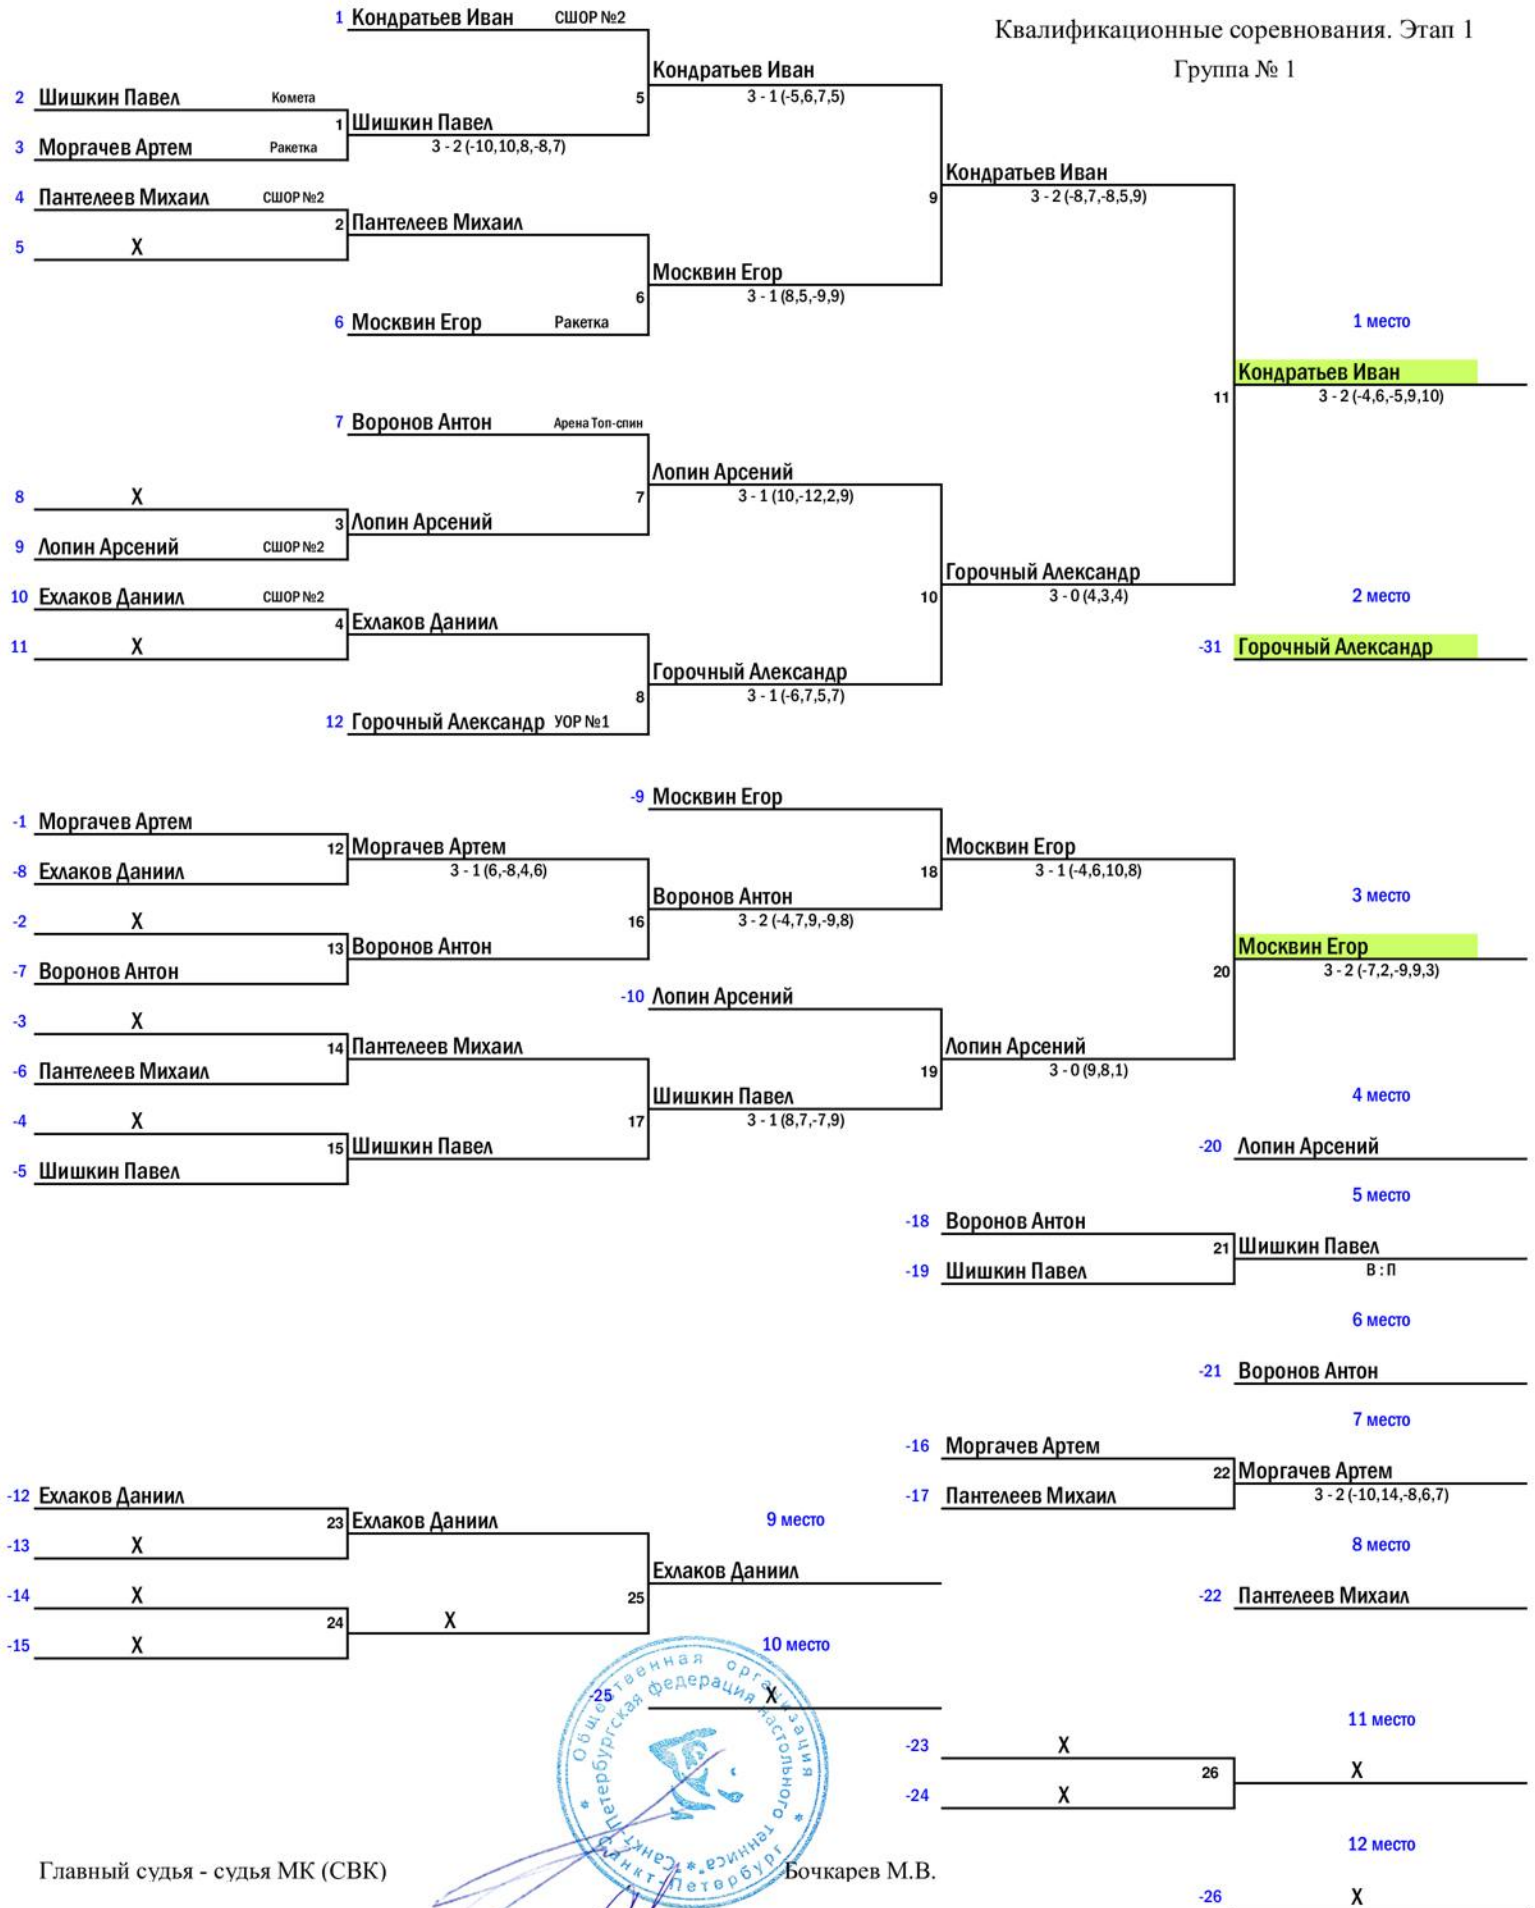 Квалификационные соревнования. Этап 1
Группа № 1
1 Кондратьев Иван СШОР №2
Кондратьев Иван
5 3 - 1 (-5,6,7,5)
2 Шишкин Павел Комета
1 Шишкин Павел
3 - 2 (-10,10,8,-8,7)
3 Моргачев Артем Ракетка
Кондратьев Иван
9 3 - 2 (-8,7,-8,5,9)
4 Пантелеев Михаил СШОР №2
2 Пантелеев Михаил
5 X
Москвин Егор
6 3 - 1 (8,5,-9,9)
6 Москвин Егор Ракетка
1 место
Кондратьев Иван
11 3 - 2 (-4,6,-5,9,10)
7 Воронов Антон Арена Топ-спин
Лопин Арсений
7 3 - 1 (10,-12,2,9)
8 X
3 Лопин Арсений
9 Лопин Арсений СШОР №2
Горочный Александр
10 3 - 0 (4,3,4)
10 Ехлаков Даниил СШОР №2
4 Ехлаков Даниил
11 X
2 место
-31 Горочный Александр
Горочный Александр
8 3 - 1 (-6,7,5,7)
12 Горочный Александр УОР №1
-9 Москвин Егор
-1 Моргачев Артем
12 Моргачев Артем
3 - 1 (6,-8,4,6)
-8 Ехлаков Даниил
Москвин Егор
18 3 - 1 (-4,6,10,8)
Воронов Антон
16 3 - 2 (-4,7,9,-9,8)
-2 X
13 Воронов Антон
-7 Воронов Антон
3 место
Москвин Егор
20 3 - 2 (-7,2,-9,9,3)
-10 Лопин Арсений
-3 X
14 Пантелеев Михаил
-6 Пантелеев Михаил
Лопин Арсений
19 3 - 0 (9,8,1)
Шишкин Павел
17 3 - 1 (8,7,-7,9)
-4 X
15 Шишкин Павел
-5 Шишкин Павел
4 место
-20 Лопин Арсений
5 место
-18 Воронов Антон
21 Шишкин Павел
В : П
-19 Шишкин Павел
6 место
-21 Воронов Антон
7 место
-16 Моргачев Артем
22 Моргачев Артем
3 - 2 (-10,14,-8,6,7)
-17 Пантелеев Михаил
8 место
-22 Пантелеев Михаил
-12 Ехлаков Даниил
23 Ехлаков Даниил
-13 X
9 место
Ехлаков Даниил
25
-14 X
24 X
-15 X
10 место
-25 X
11 место
-23 X
26 X
-24 X
12 место
-26 X
Общественная организация
Санкт-Петербургская федерация настольного тенниса
Санкт-Петербург
Главный судья - судья МК (СВК) Бочкарев М.В.